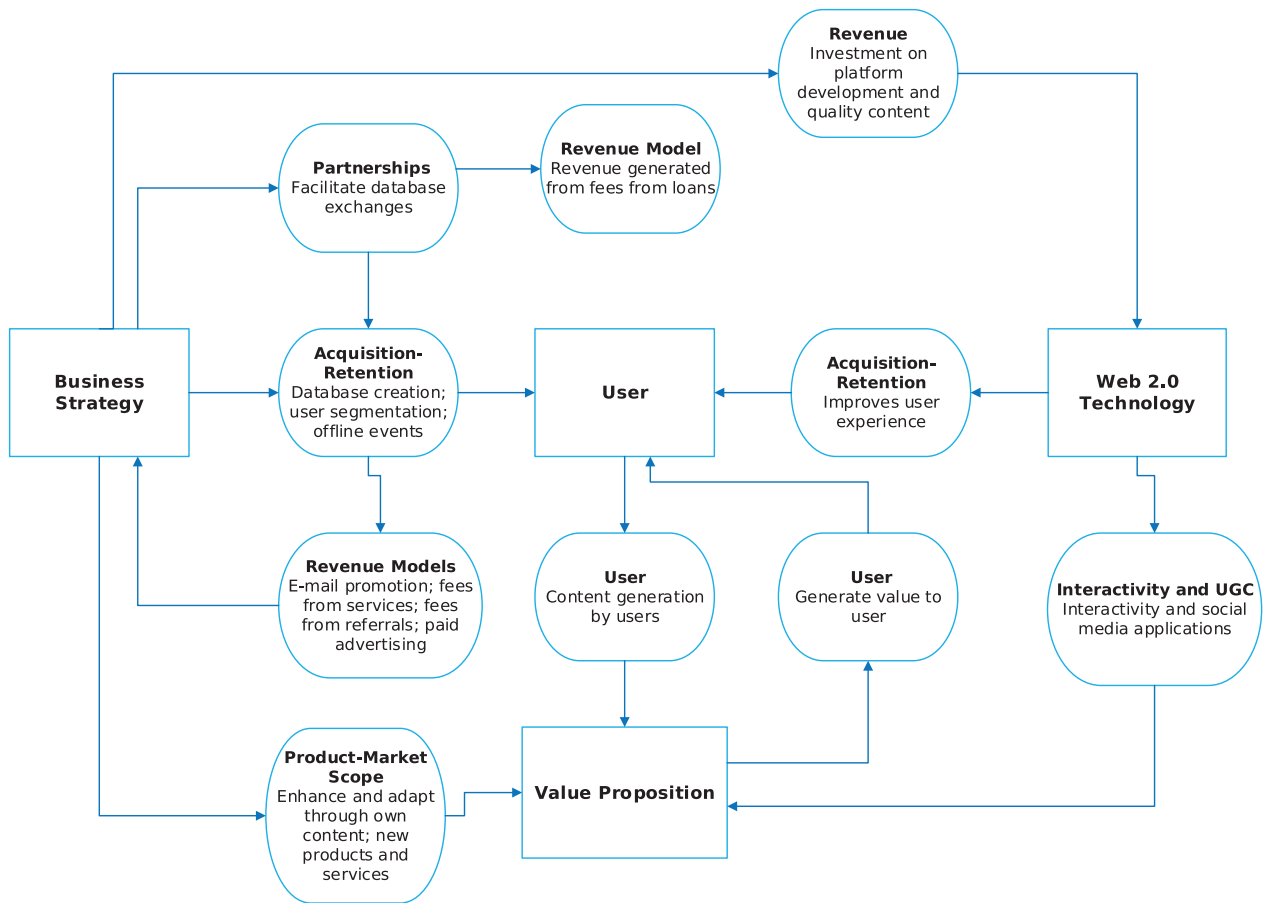 Revenue
Investment on
platform
development and
quality content
Partnerships
Facilitate database
exchanges
Revenue Model
Revenue generated
from fees from loans
Business
Strategy
Acquisition-
Retention
Database creation;
user segmentation;
offline events
User
Acquisition-
Retention
Improves user
experience
Web 2.0
Technology
Revenue Models
E-mail promotion; fees
from services; fees
from referrals; paid
advertising
User
Content generation
by users
User
Generate value to
user
Interactivity and UGC
Interactivity and social
media applications
Product-Market
Scope
Enhance and adapt
through own
content; new
products and
services
Value Proposition